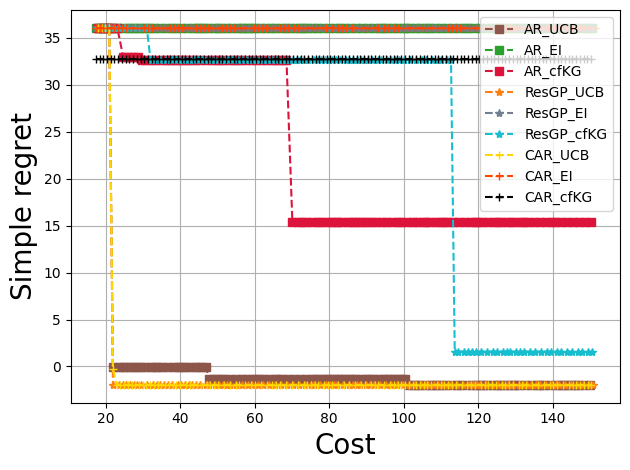 35
30
25
20
15
10
5
0
Simple regret
20
40
60
80
100
120
140
Cost
AR_UCB
AR_EI
AR_cfKG
ResGP_UCB
ResGP_EI
ResGP_cfKG
CAR_UCB
CAR_EI
CAR_cfKG